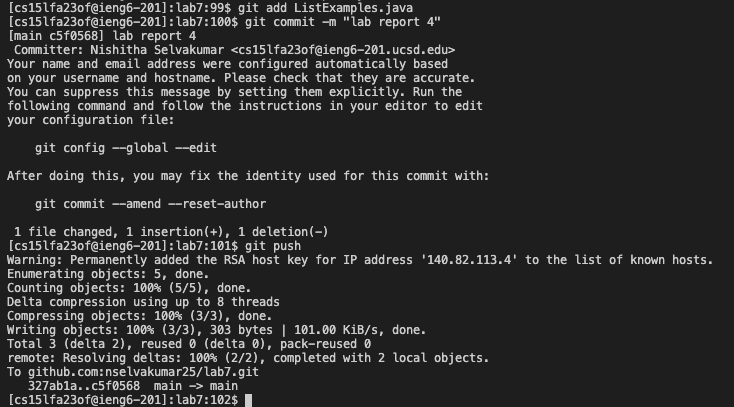 [cs15lfa23of@ieng6-201]:lab7:99$ git add ListExamples.java
[cs15lfa23of@ieng6-201]:lab7:100$ git commit -m "lab report 4"
[main c5f0568] lab report 4
 Committer: Nishitha Selvakumar <cs15lfa23of@ieng6-201.ucsd.edu>
Your name and email address were configured automatically based
on your username and hostname. Please check that they are accurate.
You can suppress this message by setting them explicitly. Run the
following command and follow the instructions in your editor to edit
your configuration file:

    git config --global --edit

After doing this, you may fix the identity used for this commit with:

    git commit --amend --reset-author

 1 file changed, 1 insertion(+), 1 deletion(-)
[cs15lfa23of@ieng6-201]:lab7:101$ git push
Warning: Permanently added the RSA host key for IP address '140.82.113.4' to the list of known hosts.
Enumerating objects: 5, done.
Counting objects: 100% (5/5), done.
Delta compression using up to 8 threads
Compressing objects: 100% (3/3), done.
Writing objects: 100% (3/3), 303 bytes | 101.00 KiB/s, done.
Total 3 (delta 2), reused 0 (delta 0), pack-reused 0
remote: Resolving deltas: 100% (2/2), completed with 2 local objects.
To github.com:nselvakumar25/lab7.git
   327ab1a..c5f0568  main -> main
[cs15lfa23of@ieng6-201]:lab7:102$